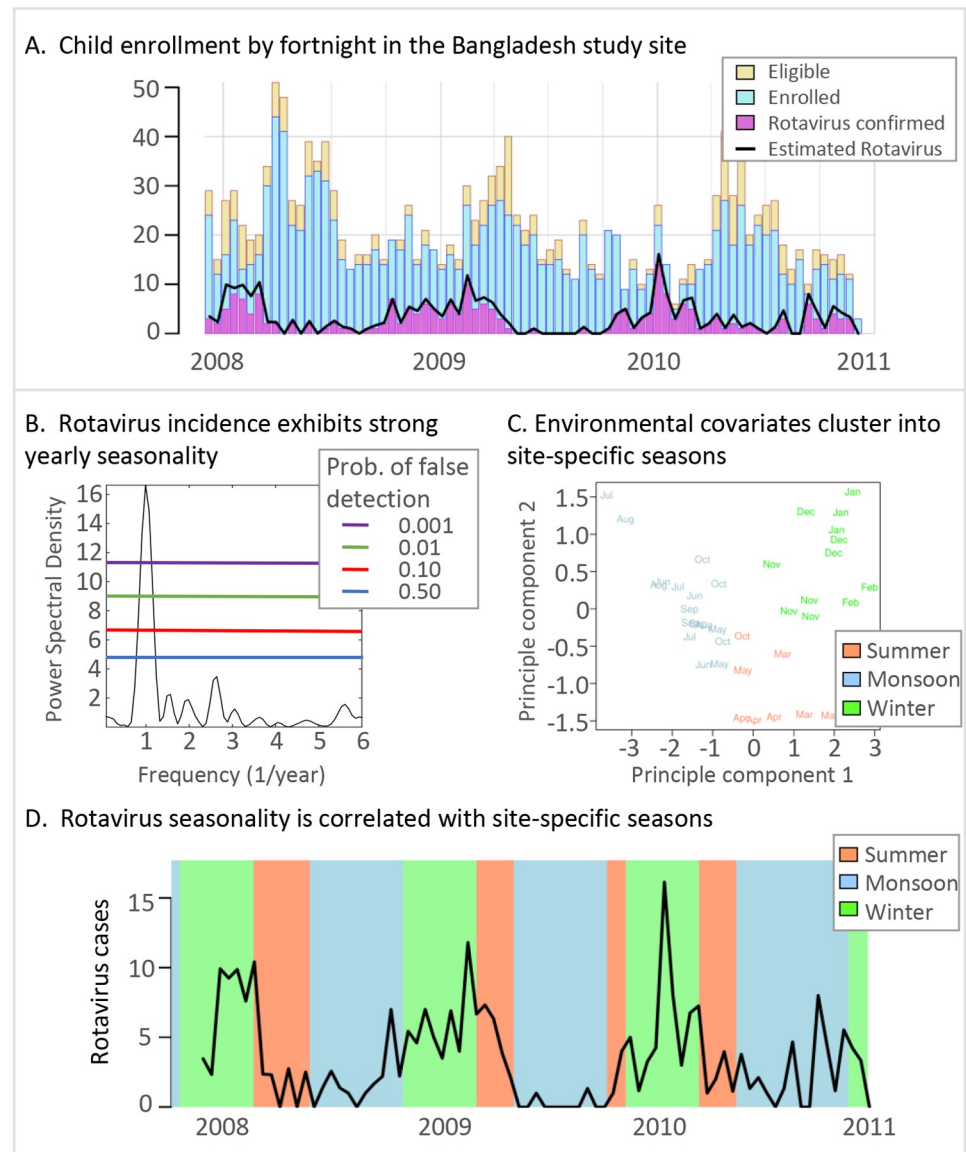 A. Child enrollment by fortnight in the Bangladesh study site
Eligible
Enrolled
Rotavirus confirmed
Estimated Rotavirus
50
40
30
20
10
0
2008
2009
2010
2011
B. Rotavirus incidence exhibits strong
yearly seasonality
Prob. of false
detection
0.001
0.01
0.10
0.50
Power Spectral Density
16
14
12
10
8
6
4
2
1 2 3 4 5 6
Frequency (1/year)
C. Environmental covariates cluster into
site-specific seasons
Principle component 2
1.5
1.0
0.5
0
-0.5
-1.0
-1.5
Jul
Jan
Aug
Dec
Jan
Jan
Dec
Dec
Oct
Nov
Jun
Jul
Oct
Feb
Jun
Nov
Feb
Sep
Nov
Nov
May
Jul
Oct
Oct
Mar
Jun
May
May
Apr
Apr
Apr
Mar
Summer
Monsoon
Winter
-3 -2 -1 0 1 2 3
Principle component 1
D. Rotavirus seasonality is correlated with site-specific seasons
Summer
Monsoon
Winter
Rotavirus cases
15
10
5
0
2008
2009
2010
2011